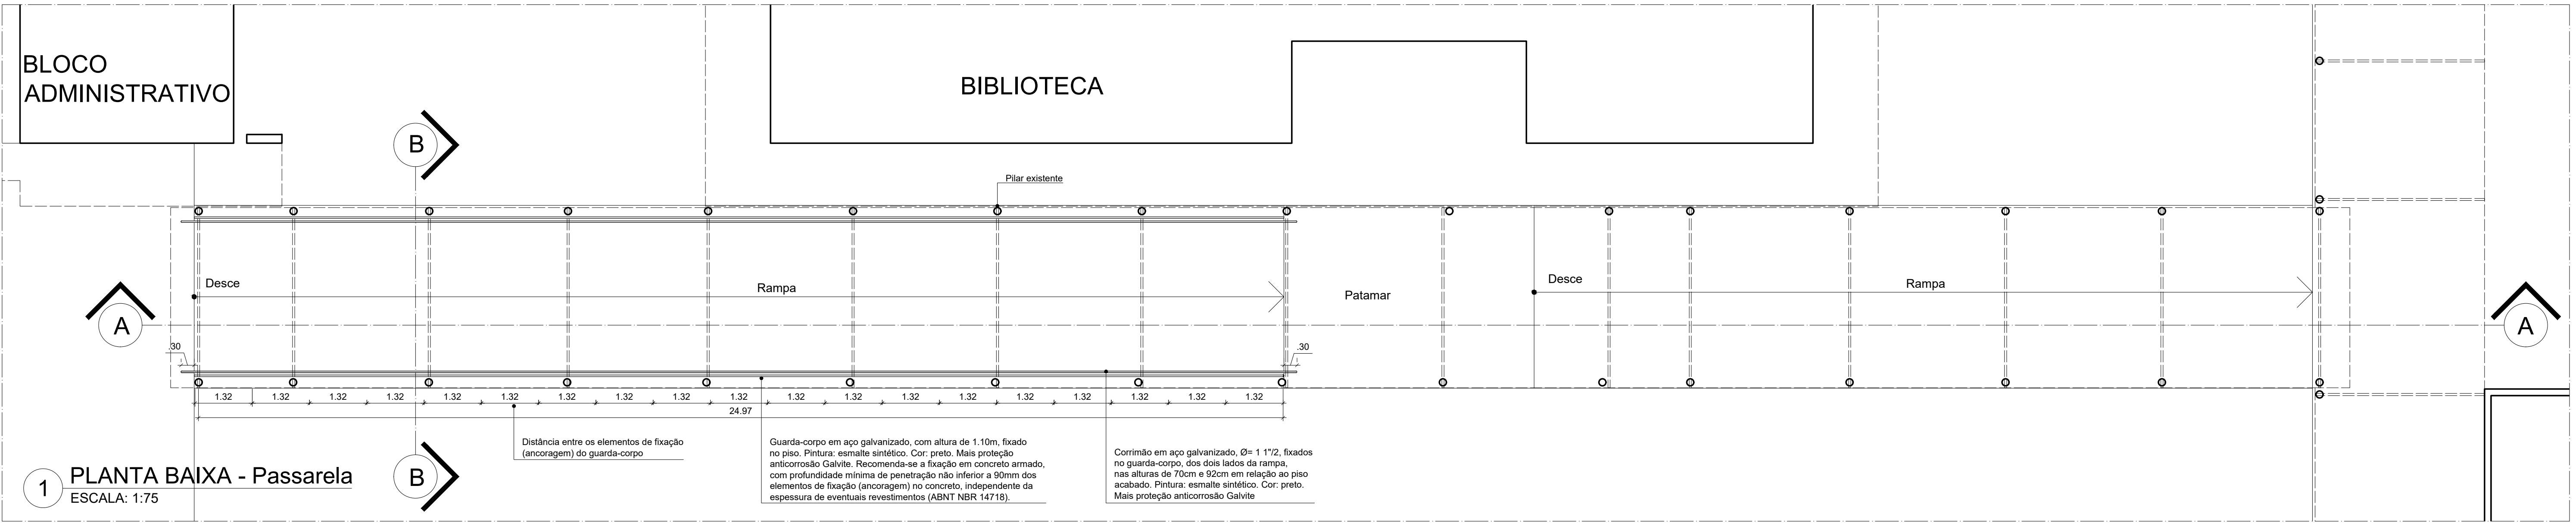 BLOCO
ADMINISTRATIVO
BIBLIOTECA
B
Pilar existente
Desce
Rampa
Patamar
Desce
Rampa
A
A
.30
.30
1.32 1.32 1.32 1.32 1.32 1.32 1.32 1.32 1.32 1.32 1.32 1.32 1.32 1.32 1.32 1.32 1.32 1.32 1.32
24.97
Distância entre os elementos de fixação
(ancoragem) do guarda-corpo
Guarda-corpo em aço galvanizado, com altura de 1.10m, fixado
no piso. Pintura: esmalte sintético. Cor: preto. Mais proteção
anticorrosão Galvite. Recomenda-se a fixação em concreto armado,
com profundidade mínima de penetração não inferior a 90mm dos
elementos de fixação (ancoragem) no concreto, independente da
espessura de eventuais revestimentos (ABNT NBR 14718).
Corrimão em aço galvanizado, Ø= 1 1"/2, fixados
no guarda-corpo, dos dois lados da rampa,
nas alturas de 70cm e 92cm em relação ao piso
acabado. Pintura: esmalte sintético. Cor: preto.
Mais proteção anticorrosão Galvite
B
1
PLANTA BAIXA - Passarela
ESCALA: 1:75